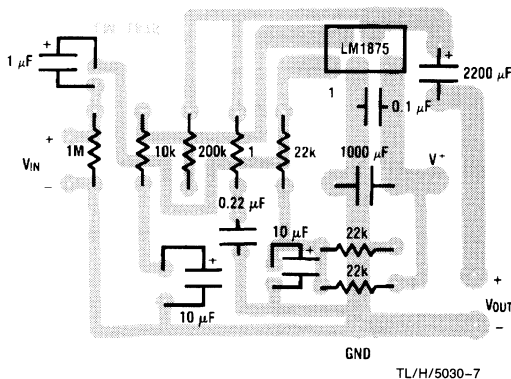 LM1875
+
1 μF
+
2200 μF
1
0.1 μF
+
VIN
−
1M
10k
200k
1
22k
1000 μF
V+
0.22 μF
+
10 μF
10 μF
+
22k
22k
+
VOUT
−
GND
TL/H/5030-7